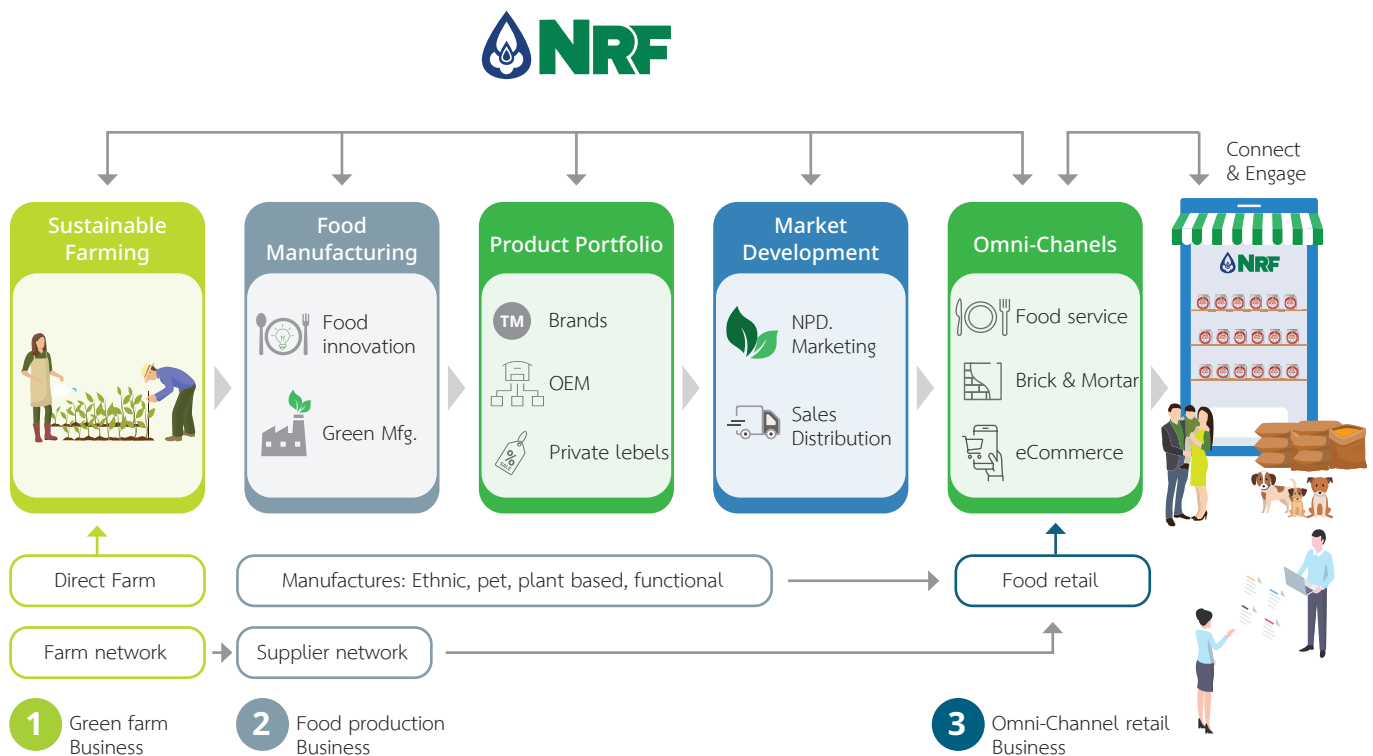 NRF
Connect
& Engage
Sustainable
Farming
Food
Manufacturing
Food
innovation
Green Mfg.
Product Portfolio
TM
Brands
OEM
SALE
%
Private lebels
Market
Development
NPD.
Marketing
Sales
Distribution
Omni-Chanels
Food service
Brick & Mortar
eCommerce
NRF
Direct Farm
Manufactures: Ethnic, pet, plant based, functional
Food retail
Farm network
Supplier network
1
Green farm
Business
2
Food production
Business
3
Omni-Channel retail
Business